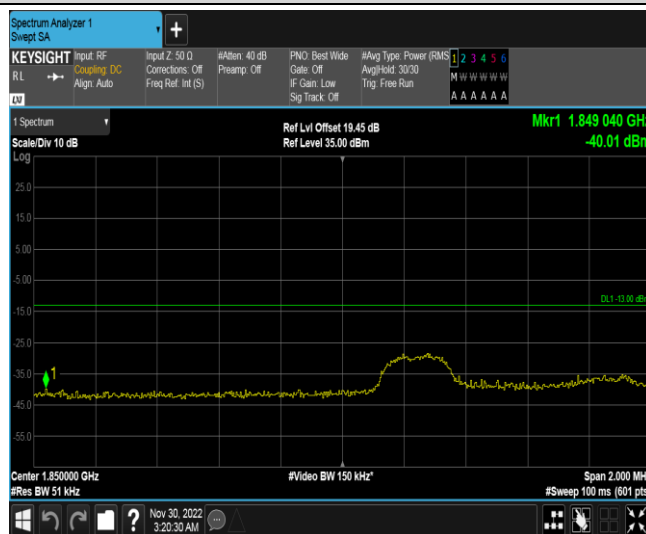 Spectrum Analyzer 1
Swept SA
+
KEYSIGHT
RL
LXI
Input: RF
Coupling: DC
Align: Auto
Input Z: 50 Ω
Corrections: Off
Freq Ref: Int (S)
#Atten: 40 dB
Preamp: Off
PNO: Best Wide
Gate: Off
IF Gain: Low
Sig Track: Off
#Avg Type: Power (RMS
Avg|Hold: 30/30
Trig: Free Run
1 2 3 4 5 6
M W W W W W
A A A A A A
1 Spectrum
Scale/Div 10 dB
Log
Ref Lvl Offset 19.45 dB
Ref Level 35.00 dBm
Mkr1 1.849 040 GHz
-40.01 dBm
25.0
15.0
5.00
-5.00
-15.0
-25.0
-35.0
-45.0
-55.0
DL1 -13.00 dBm
1
Center 1.850000 GHz
#Res BW 51 kHz
#Video BW 150 kHz*
Span 2.000 MH
#Sweep 100 ms (601 pts
?
Nov 30, 2022
3:20:30 AM